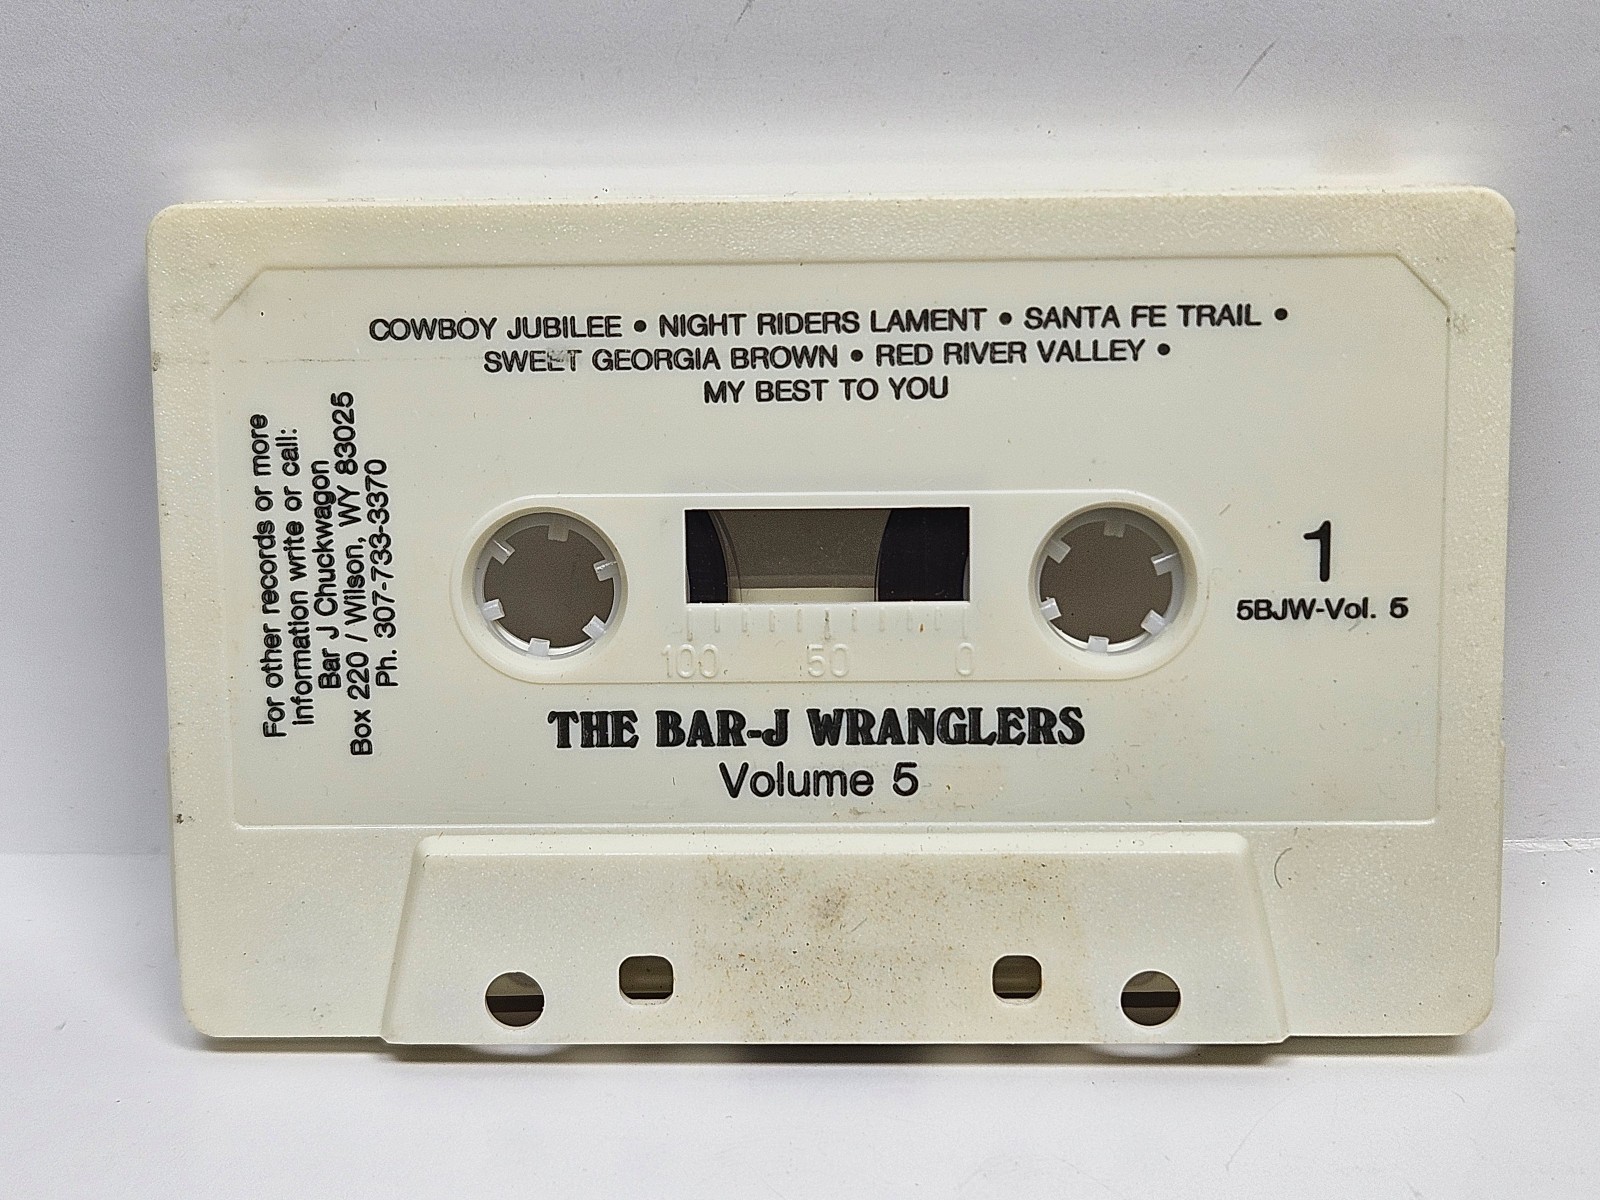 COWBOY JUBILEE • NIGHT RIDERS LAMENT • SANTA FE TRAIL •
SWEET GEORGIA BROWN • RED RIVER VALLEY •
MY BEST TO YOU
For other records or more
information write or call:
Bar J Chuckwagon
Box 220 / Wilson, WY 83025
Ph. 307-733-3370
1
5BJW-Vol. 5
100 50 0
THE BAR-J WRANGLERS
Volume 5